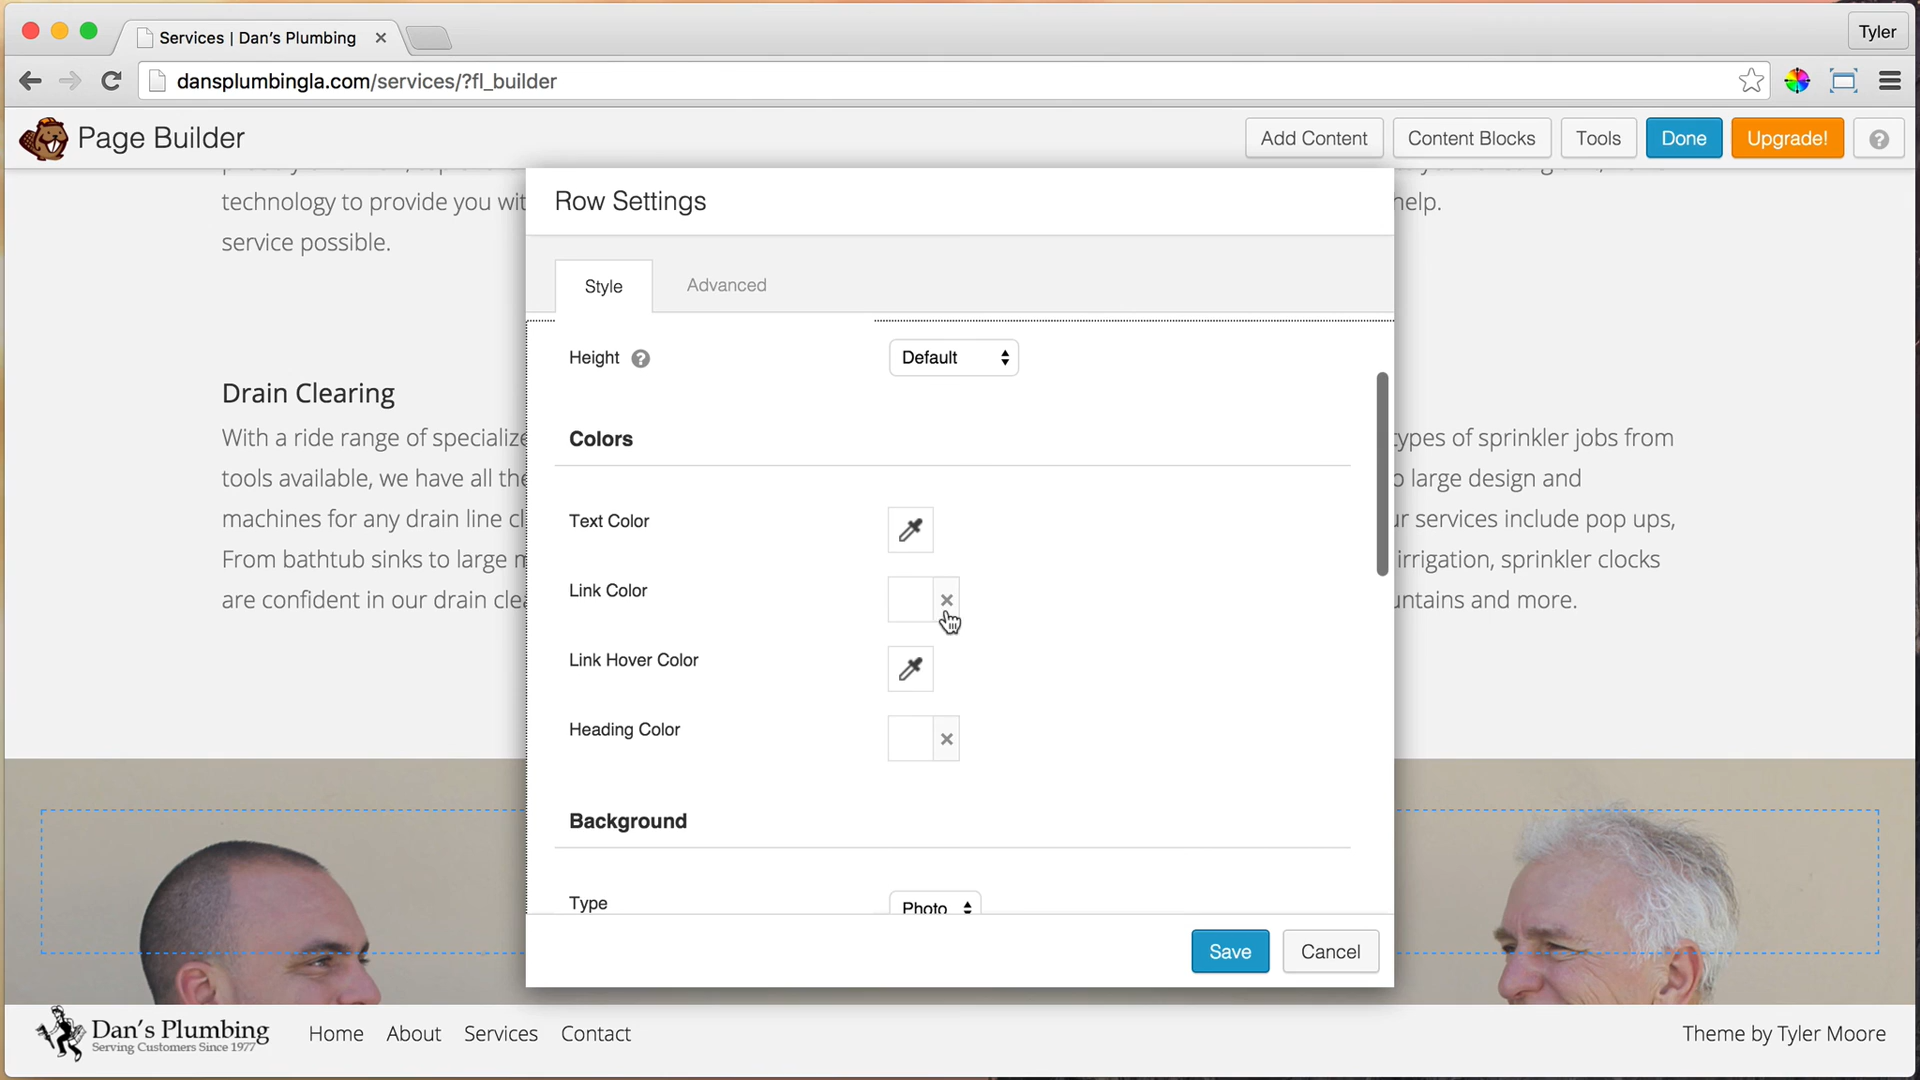 Services | Dan's Plumbing
Tyler
dansplumbingla.com/services/?fl_builder
Page Builder
Add Content
Content Blocks
Tools
Done
Upgrade!
technology to provide you wit
service possible.
help.
Row Settings
Style
Advanced
Height
Default
Colors
Text Color
Link Color
Link Hover Color
Heading Color
Background
Type
Photo
Save
Cancel
Drain Clearing
With a ride range of specialize
tools available, we have all the
machines for any drain line cl
From bathtub sinks to large m
are confident in our drain clea
types of sprinkler jobs from
o large design and
ur services include pop ups,
irrigation, sprinkler clocks
untains and more.
Dan's Plumbing
Serving Customers Since 1977
Home
About
Services
Contact
Theme by Tyler Moore